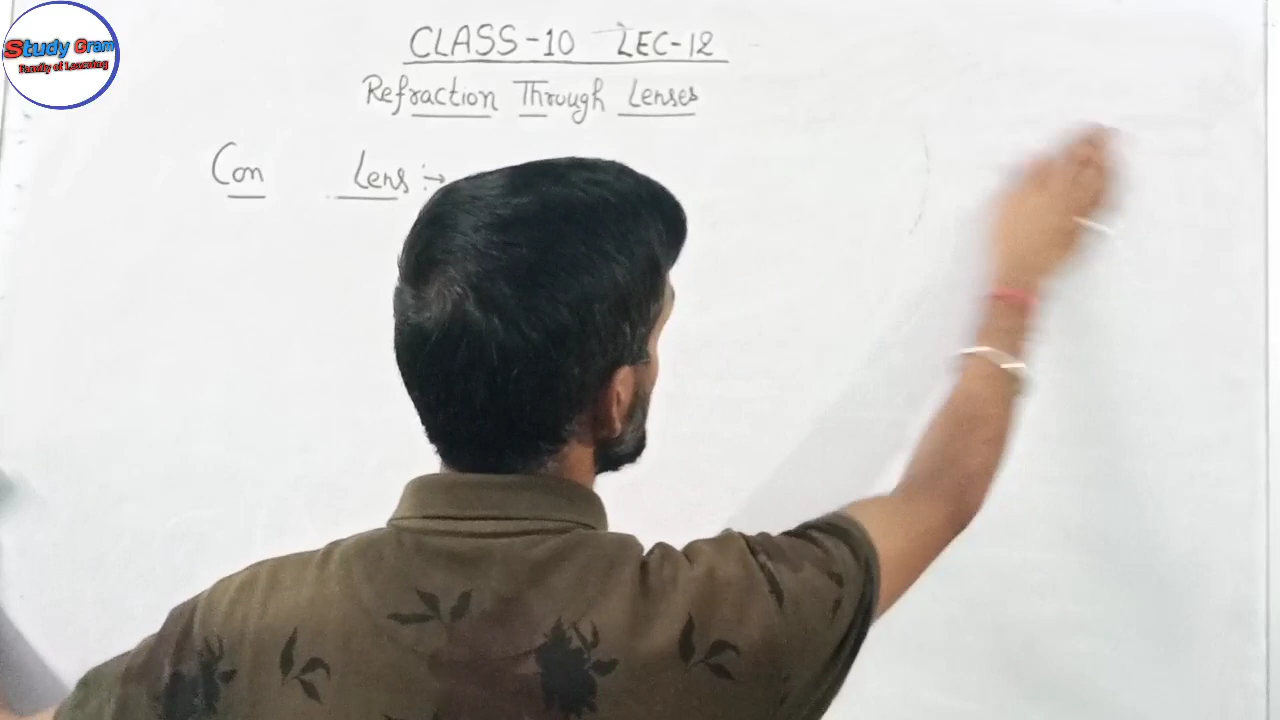 Study Gram
Family of Learning
CLASS-10 LEC-12
Refraction Through Lenses
Con Lens :→